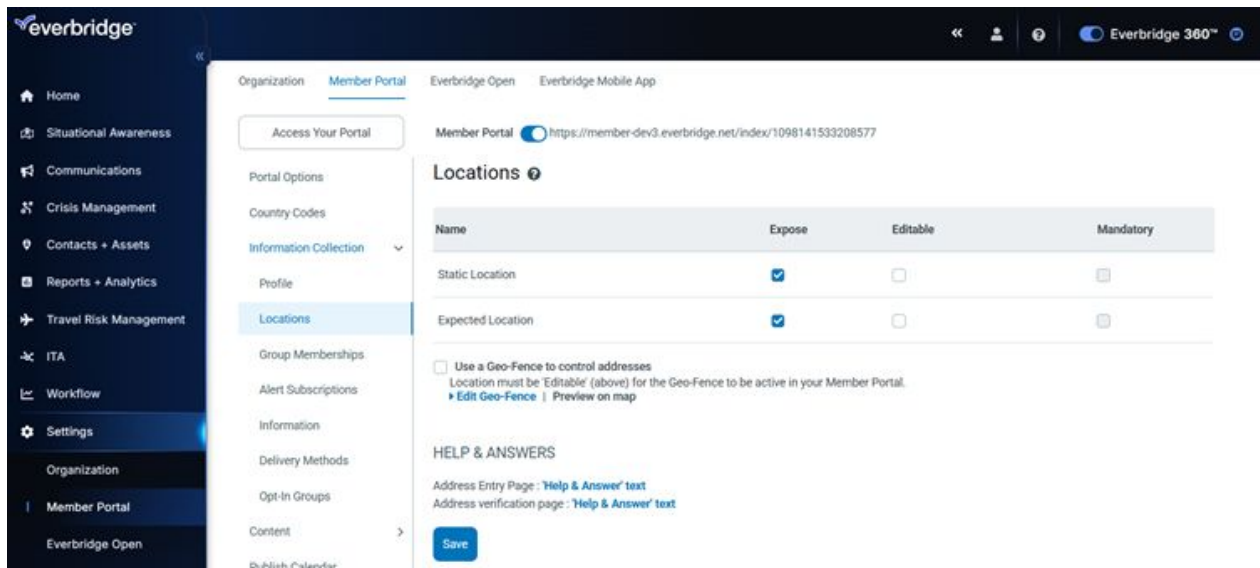 everbridge
Everbridge 360™
Home
Situational Awareness
Communications
Crisis Management
Contacts + Assets
Reports + Analytics
Travel Risk Management
ITA
Workflow
Settings
Organization
Member Portal
Everbridge Open
Organization Member Portal Everbridge Open Everbridge Mobile App
Access Your Portal
Portal Options
Country Codes
Information Collection
Profile
Locations
Group Memberships
Alert Subscriptions
Information
Delivery Methods
Opt-In Groups
Content
Publish Calendar
Member Portal https://member-dev3.everbridge.net/index/1098141533208577
Locations
Name Expose Editable Mandatory
Static Location
Expected Location
Use a Geo-Fence to control addresses
Location must be 'Editable' (above) for the Geo-Fence to be active in your Member Portal.
Edit Geo-Fence | Preview on map
HELP & ANSWERS
Address Entry Page : 'Help & Answer' text
Address verification page : 'Help & Answer' text
Save